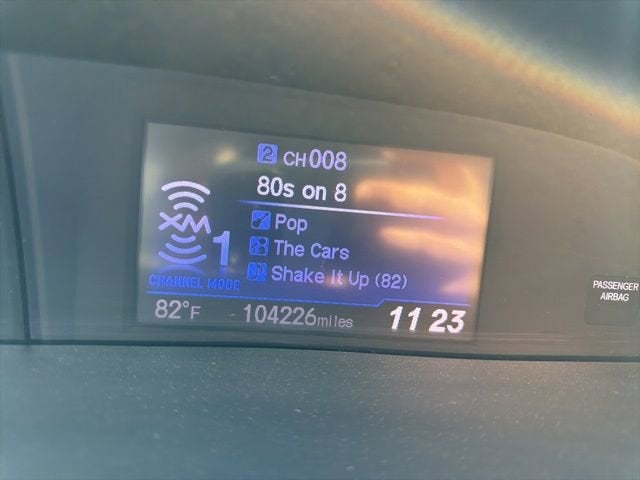 2 CH008
80s on 8
Pop
XM
1
The Cars
Shake It Up (82)
CHANNEL MODE
82°F 104226miles 11 23
PASSENGER
AIRBAG